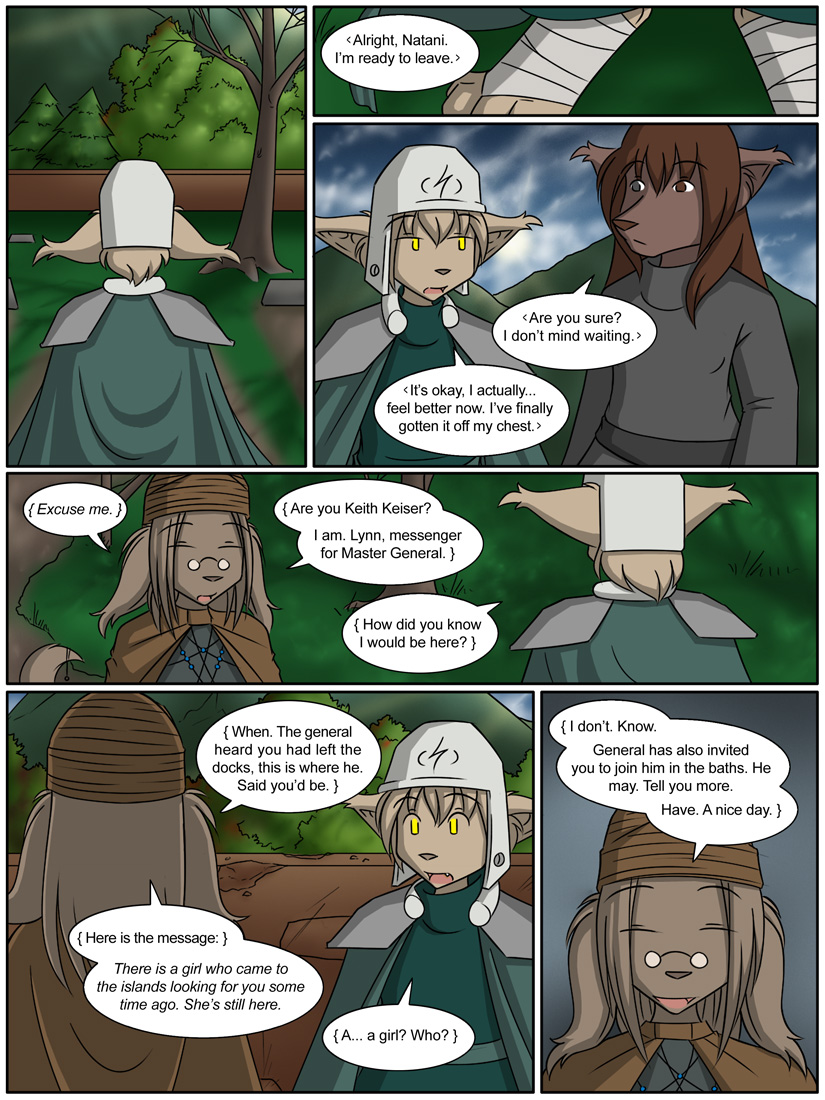 ‹Alright, Natani.
I'm ready to leave.›
‹Are you sure?
I don't mind waiting.›
‹It's okay, I actually...
feel better now. I've finally
gotten it off my chest.›
{ Excuse me. }
{ Are you Keith Keiser?
I am. Lynn, messenger
for Master General. }
{ How did you know
I would be here? }
{ When. The general
heard you had left the
docks, this is where he.
Said you'd be. }
{ Here is the message: }
There is a girl who came to
the islands looking for you some
time ago. She's still here.
{ A... a girl? Who? }
{ I don't. Know.
General has also invited
you to join him in the baths. He
may. Tell you more.
Have. A nice day. }